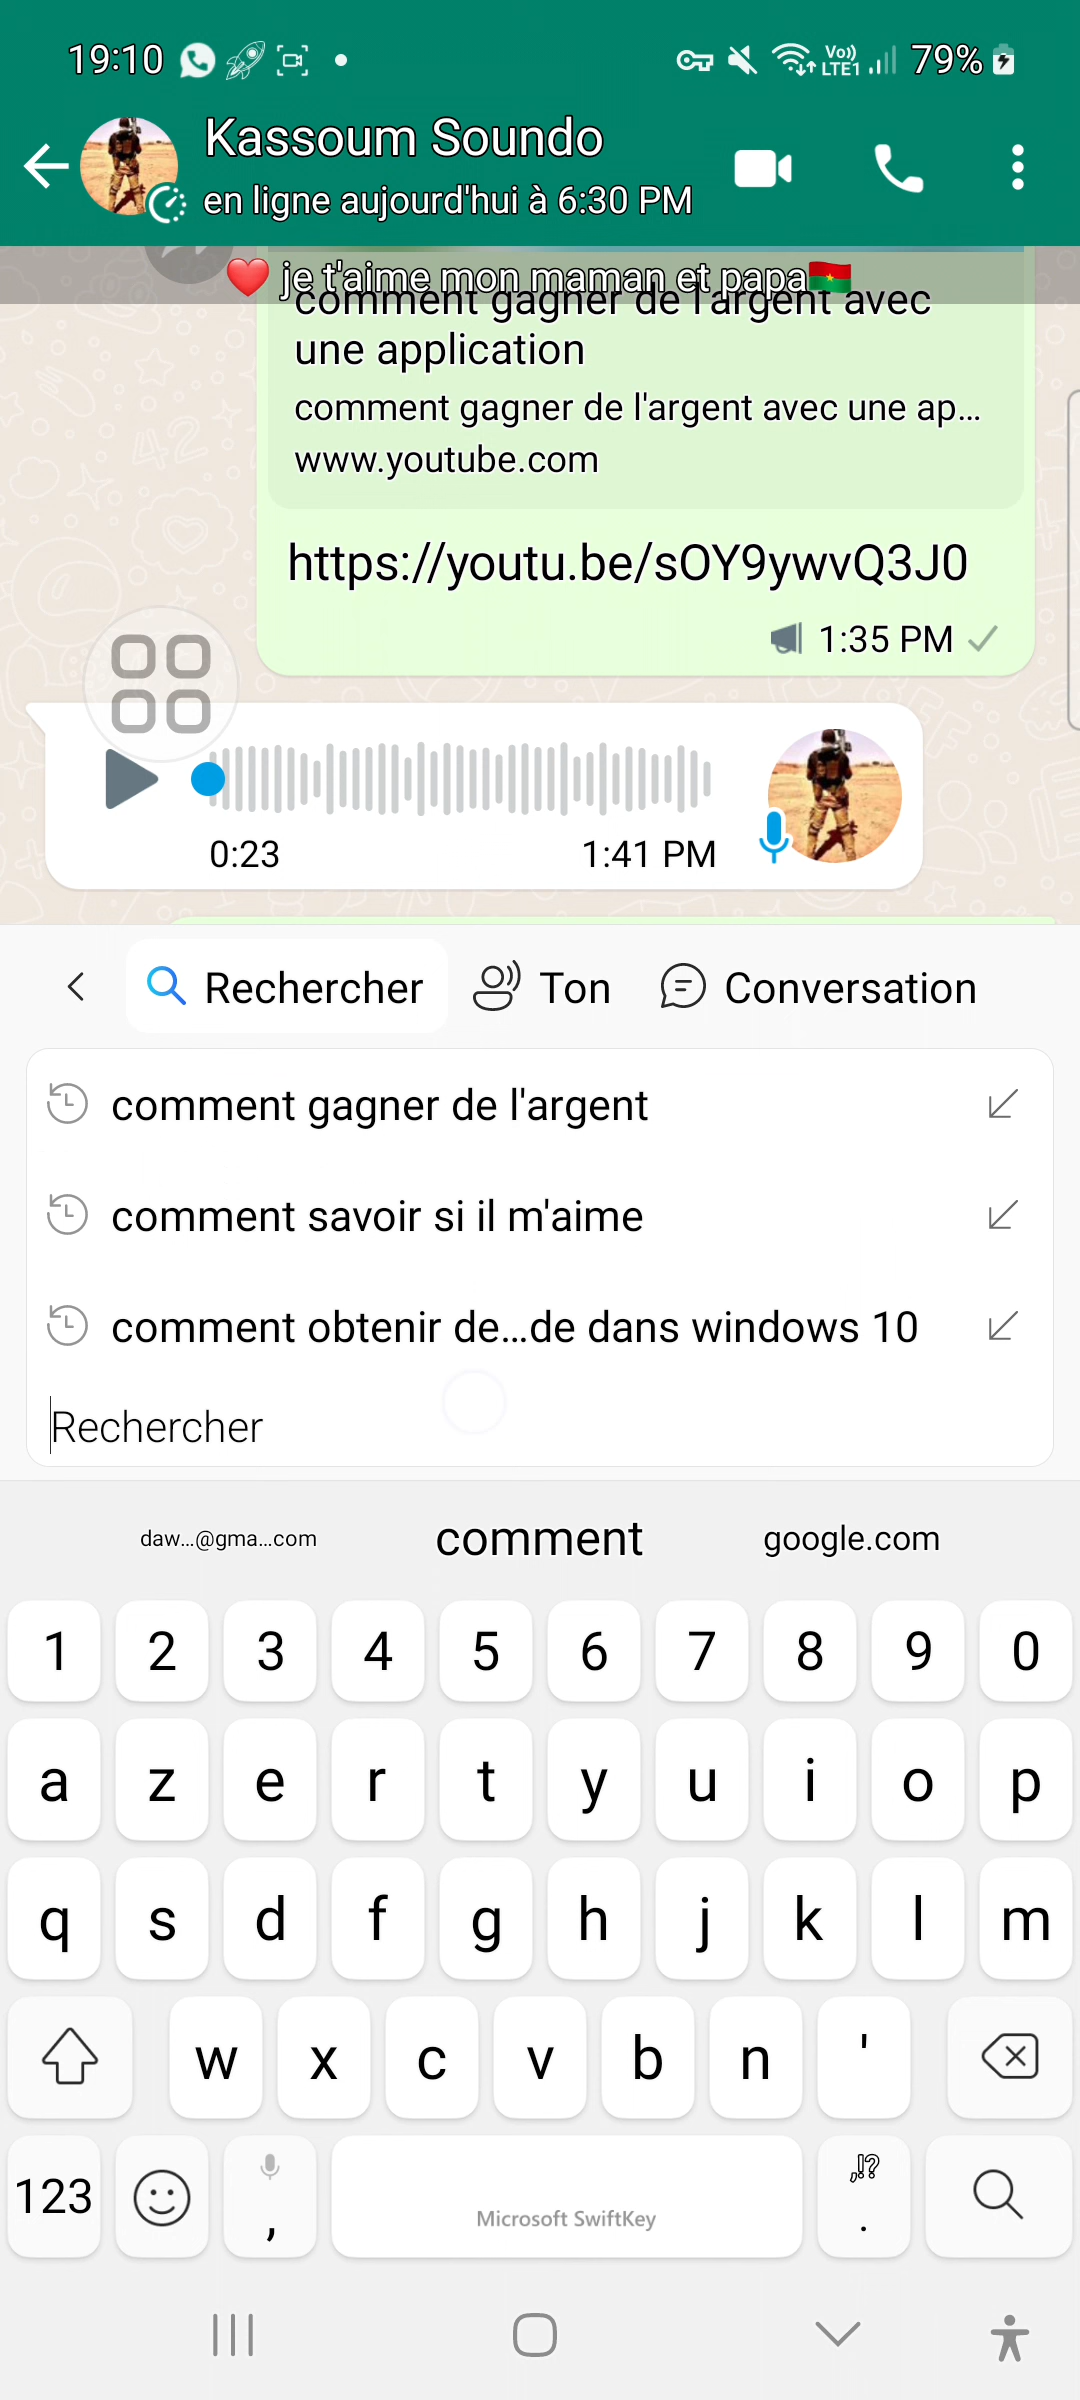 19:10
Vo)) LTE1 79%
Kassoum Soundo
en ligne aujourd'hui à 6:30 PM
❤️ je t'aime mon maman et papa🇧🇫
comment gagner de l'argent avec
une application
comment gagner de l'argent avec une ap...
www.youtube.com
https://youtu.be/sOY9ywvQ3J0
1:35 PM
0:23 1:41 PM
Rechercher Ton Conversation
comment gagner de l'argent
comment savoir si il m'aime
comment obtenir de...de dans windows 10
Rechercher
daw...@gma...com comment google.com
1 2 3 4 5 6 7 8 9 0
a z e r t y u i o p
q s d f g h j k l m
w x c v b n '
123 , Microsoft SwiftKey ,!? .